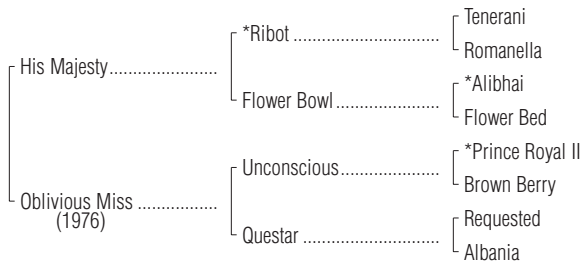 Tenerani
*Ribot ..................................
Romanella
His Majesty.........................
*Alibhai
Flower Bowl ........................
Flower Bed
*Prince Royal II
Unconscious.......................
Brown Berry
Oblivious Miss ..................
(1976)
Requested
Questar ................................
Albania